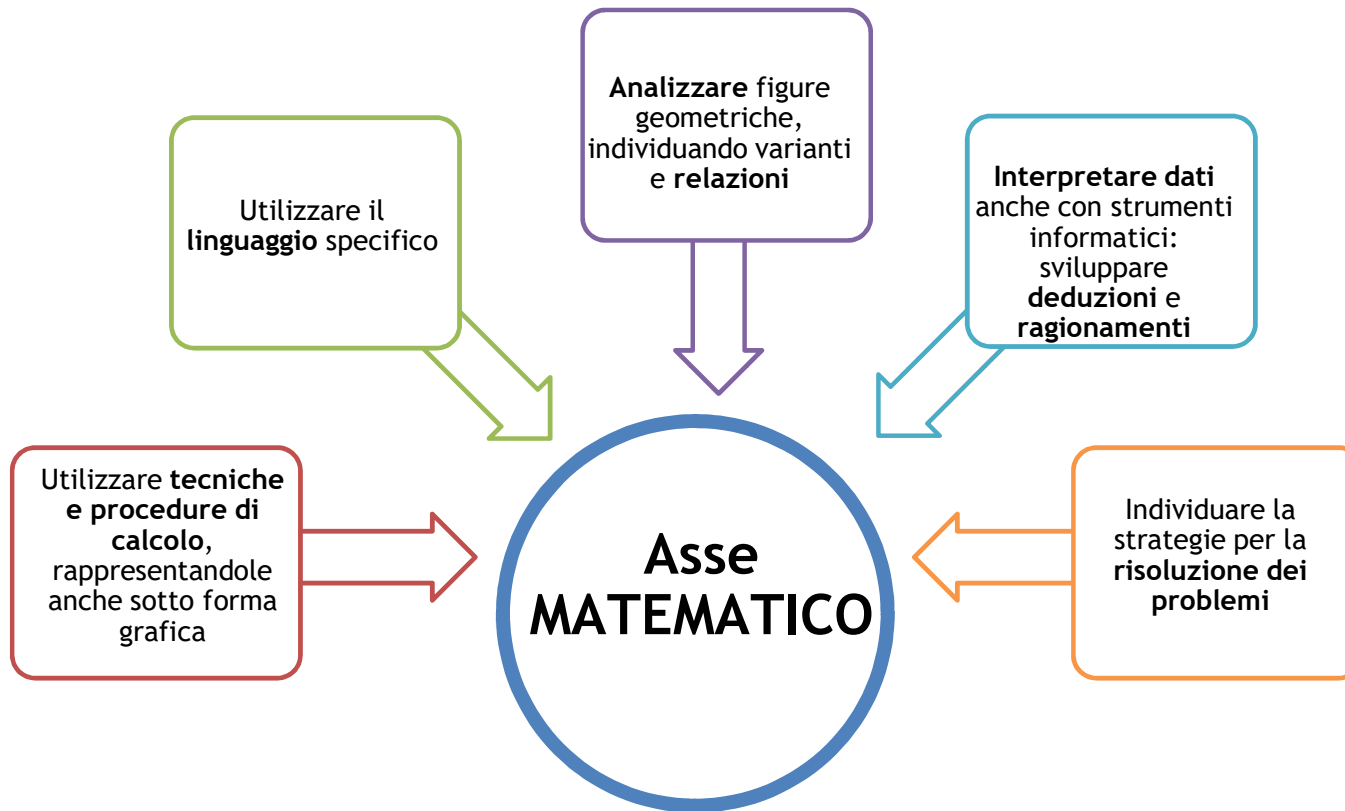 Analizzare figure
geometriche,
individuando varianti
e relazioni
Utilizzare il
linguaggio specifico
Interpretare dati
anche con strumenti
informatici:
sviluppare
deduzioni e
ragionamenti
Utilizzare tecniche
e procedure di
calcolo,
rappresentandole
anche sotto forma
grafica
Individuare la
strategie per la
risoluzione dei
problemi
Asse
MATEMATICO